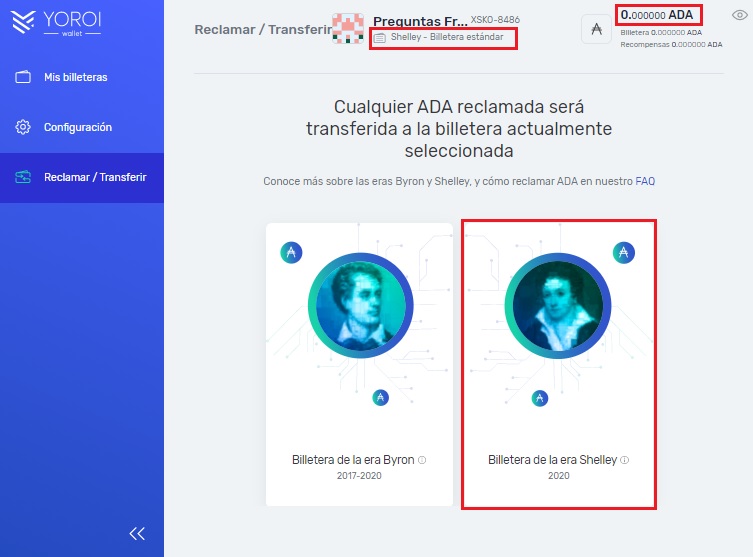 YOROI
wallet
Mis billeteras
Configuración
Reclamar / Transferir
Reclamar / Transferir
Preguntas Fr... XSKO-8486
Shelley - Billetera estándar
0.000000 ADA
Billetera 0.000000 ADA
Recompensas 0.000000 ADA
Cualquier ADA reclamada será
transferida a la billetera actualmente
seleccionada
Conoce más sobre las eras Byron y Shelley, y cómo reclamar ADA en nuestro FAQ
Billetera de la era Byron
2017-2020
Billetera de la era Shelley
2020